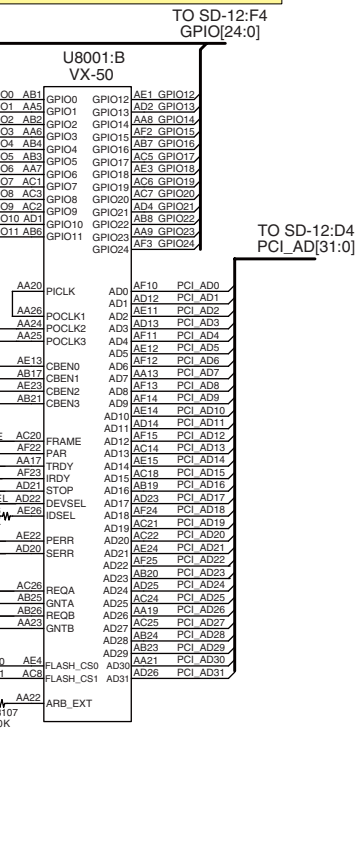 TO SD-12:F4
GPIO[24:0]
U8001:B
VX-50
AB1 GPIO0 GPIO12 AE1 GPIO12
AA5 GPIO1 GPIO13 AD2 GPIO13
AB2 GPIO2 GPIO14 AA8 GPIO14
AA6 GPIO3 GPIO15 AF2 GPIO15
AB4 GPIO4 GPIO16 AB7 GPIO16
AB3 GPIO5 GPIO17 AC5 GPIO17
AA7 GPIO6 GPIO18 AE3 GPIO18
AC1 GPIO7 GPIO19 AC6 GPIO19
AC3 GPIO8 GPIO20 AC7 GPIO20
AC2 GPIO9 GPIO21 AD4 GPIO21
AD1 GPIO10 GPIO22 AB8 GPIO22
AB6 GPIO11 GPIO23 AA9 GPIO23
GPIO24 AF3 GPIO24
TO SD-12:D4
PCI_AD[31:0]
AA20 PICLK AD0 AF10 PCI_AD0
AD1 AD12 PCI_AD1
AA26 POCLK1 AD2 AE11 PCI_AD2
AA24 POCLK2 AD3 AD13 PCI_AD3
AA25 POCLK3 AD4 AF11 PCI_AD4
AD5 AE12 PCI_AD5
AE13 CBEN0 AD6 AF12 PCI_AD6
AB17 CBEN1 AD7 AA13 PCI_AD7
AE23 CBEN2 AD8 AF13 PCI_AD8
AB21 CBEN3 AD9 AF14 PCI_AD9
AD10 AE14 PCI_AD10
AD11 AD14 PCI_AD11
AC20 FRAME AD12 AF15 PCI_AD12
AF22 PAR AD13 AC14 PCI_AD13
AA17 TRDY AD14 AE15 PCI_AD14
AF23 IRDY AD15 AC18 PCI_AD15
AD21 STOP AD16 AB19 PCI_AD16
AD22 DEVSEL AD17 AD23 PCI_AD17
AE26 IDSEL AD18 AF24 PCI_AD18
AD19 AC21 PCI_AD19
AE22 PERR AD20 AC22 PCI_AD20
AD20 SERR AD21 AE24 PCI_AD21
AD22 AF25 PCI_AD22
AD23 AB20 PCI_AD23
AC26 REQA AD24 AD25 PCI_AD24
AB25 GNTA AD25 AC24 PCI_AD25
AB26 REQB AD26 AA19 PCI_AD26
AA23 GNTB AD27 AC25 PCI_AD27
AD28 AB24 PCI_AD28
AD29 AB23 PCI_AD29
AE4 FLASH_CS0 AD30 AA21 PCI_AD30
AC8 FLASH_CS1 AD31 AD26 PCI_AD31
AA22 ARB_EXT